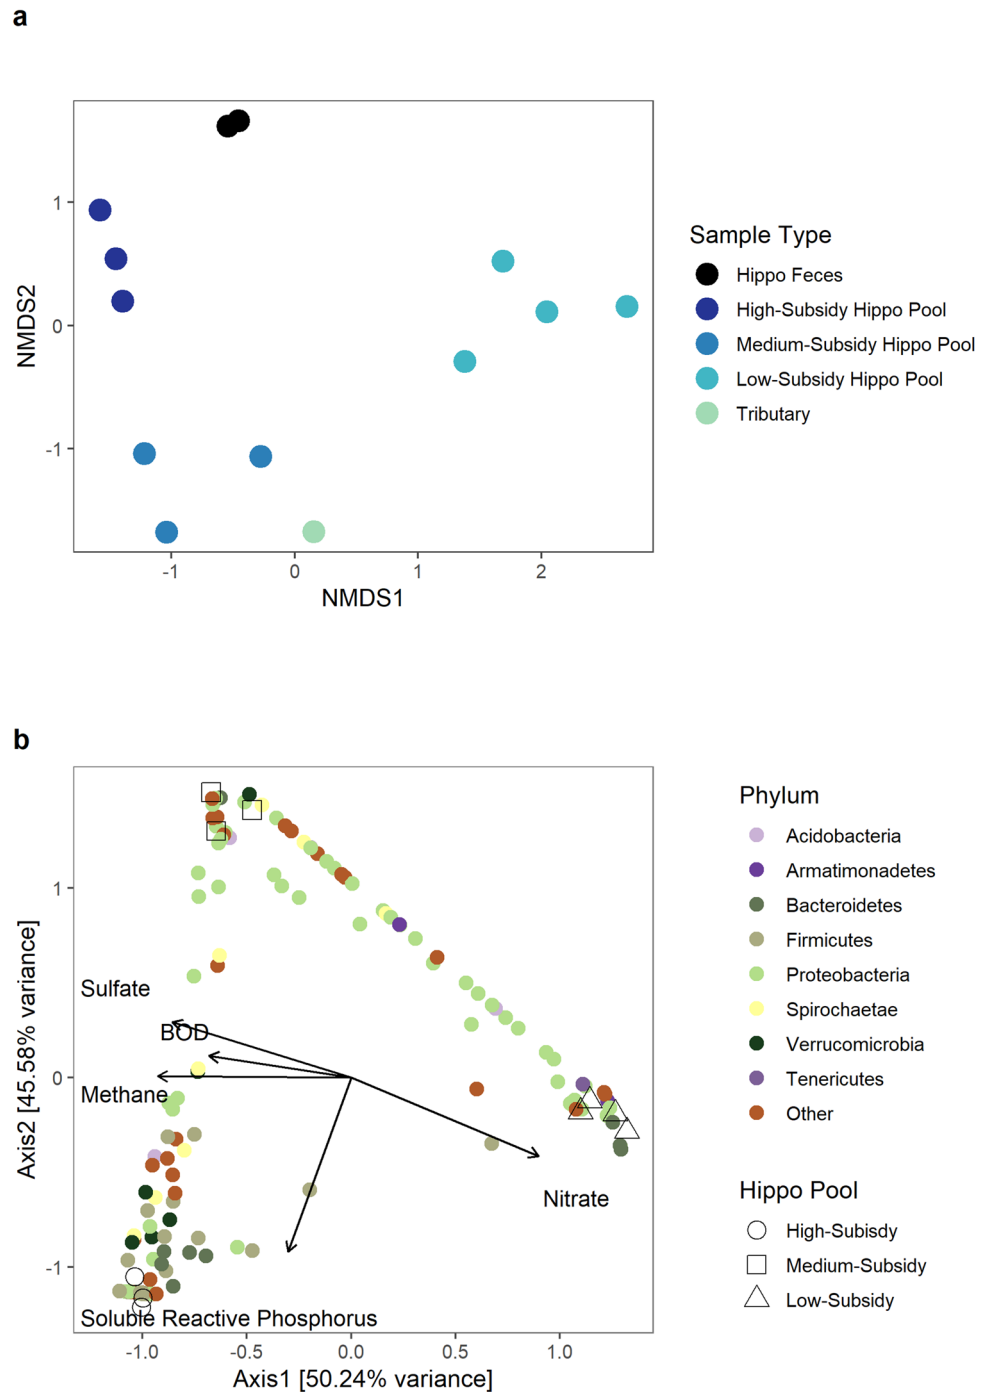 a
1
0
-1
NMDS2
-1
0
1
2
NMDS1
Sample Type
Hippo Feces
High-Subsidy Hippo Pool
Medium-Subsidy Hippo Pool
Low-Subsidy Hippo Pool
Tributary
b
1
0
-1
Axis2 [45.58% variance]
Sulfate
BOD
Methane
Nitrate
Soluble Reactive Phosphorus
-1.0
-0.5
0.0
0.5
1.0
Axis1 [50.24% variance]
Phylum
Acidobacteria
Armatimonadetes
Bacteroidetes
Firmicutes
Proteobacteria
Spirochaetae
Verrucomicrobia
Tenericutes
Other
Hippo Pool
High-Subisdy
Medium-Subsidy
Low-Subsidy